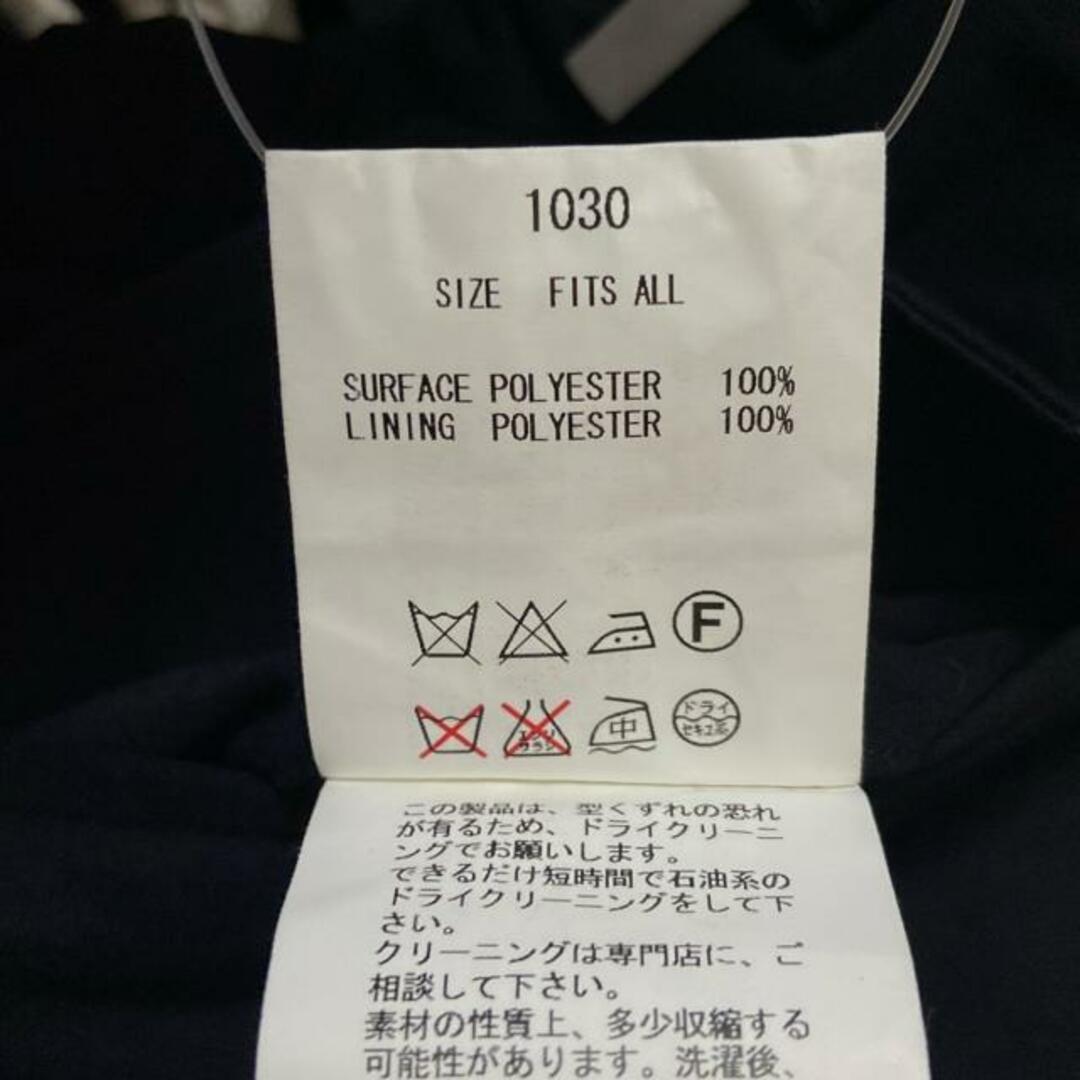 1030
SIZE FITS ALL
SURFACE POLYESTER 100%
LINING POLYESTER 100%
F
エンソ
サラシ
中
ドライ
セキユ系
この製品は、型くずれの恐れ
が有るため、ドライクリーニ
ングでお願いします。
できるだけ短時間で石油系の
ドライクリーニングをして下
さい。
クリーニングは専門店に、ご
相談して下さい。
素材の性質上、多少収縮する
可能性があります。洗濯後、